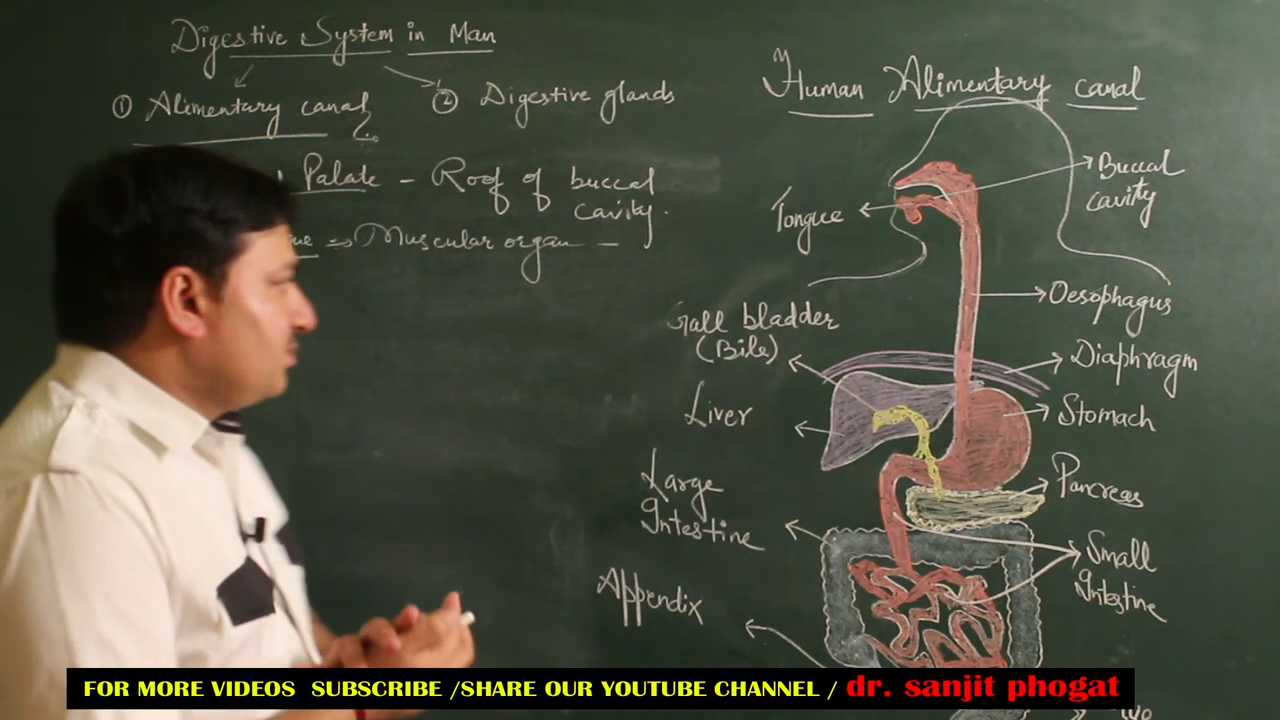 Digestive System in Man
① Alimentary canal
② Digestive glands
Palate - Roof of buccal
cavity.
ue => Muscular organ -
Human Alimentary canal
Buccal
cavity
Tongue
Oesophagus
Gall bladder
(Bile)
Diaphragm
Liver
Stomach
Large
Intestine
Pancreas
Small
Intestine
Appendix
FOR MORE VIDEOS SUBSCRIBE /SHARE OUR YOUTUBE CHANNEL / dr. sanjit phogat